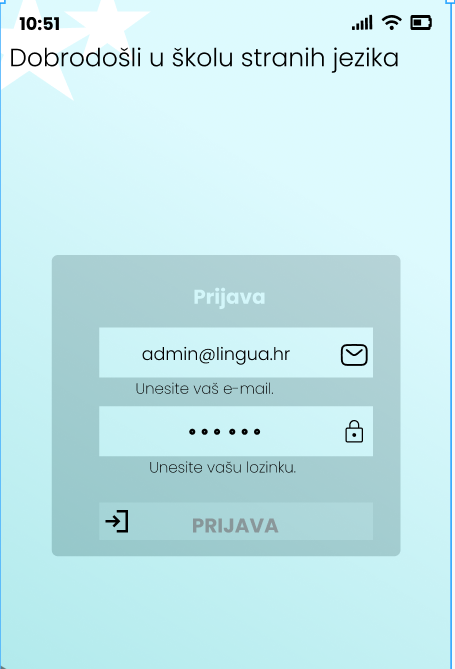 10:51
Dobrodošli u školu stranih jezika
Prijava
admin@lingua.hr
Unesite vaš e-mail.
Unesite vašu lozinku.
PRIJAVA